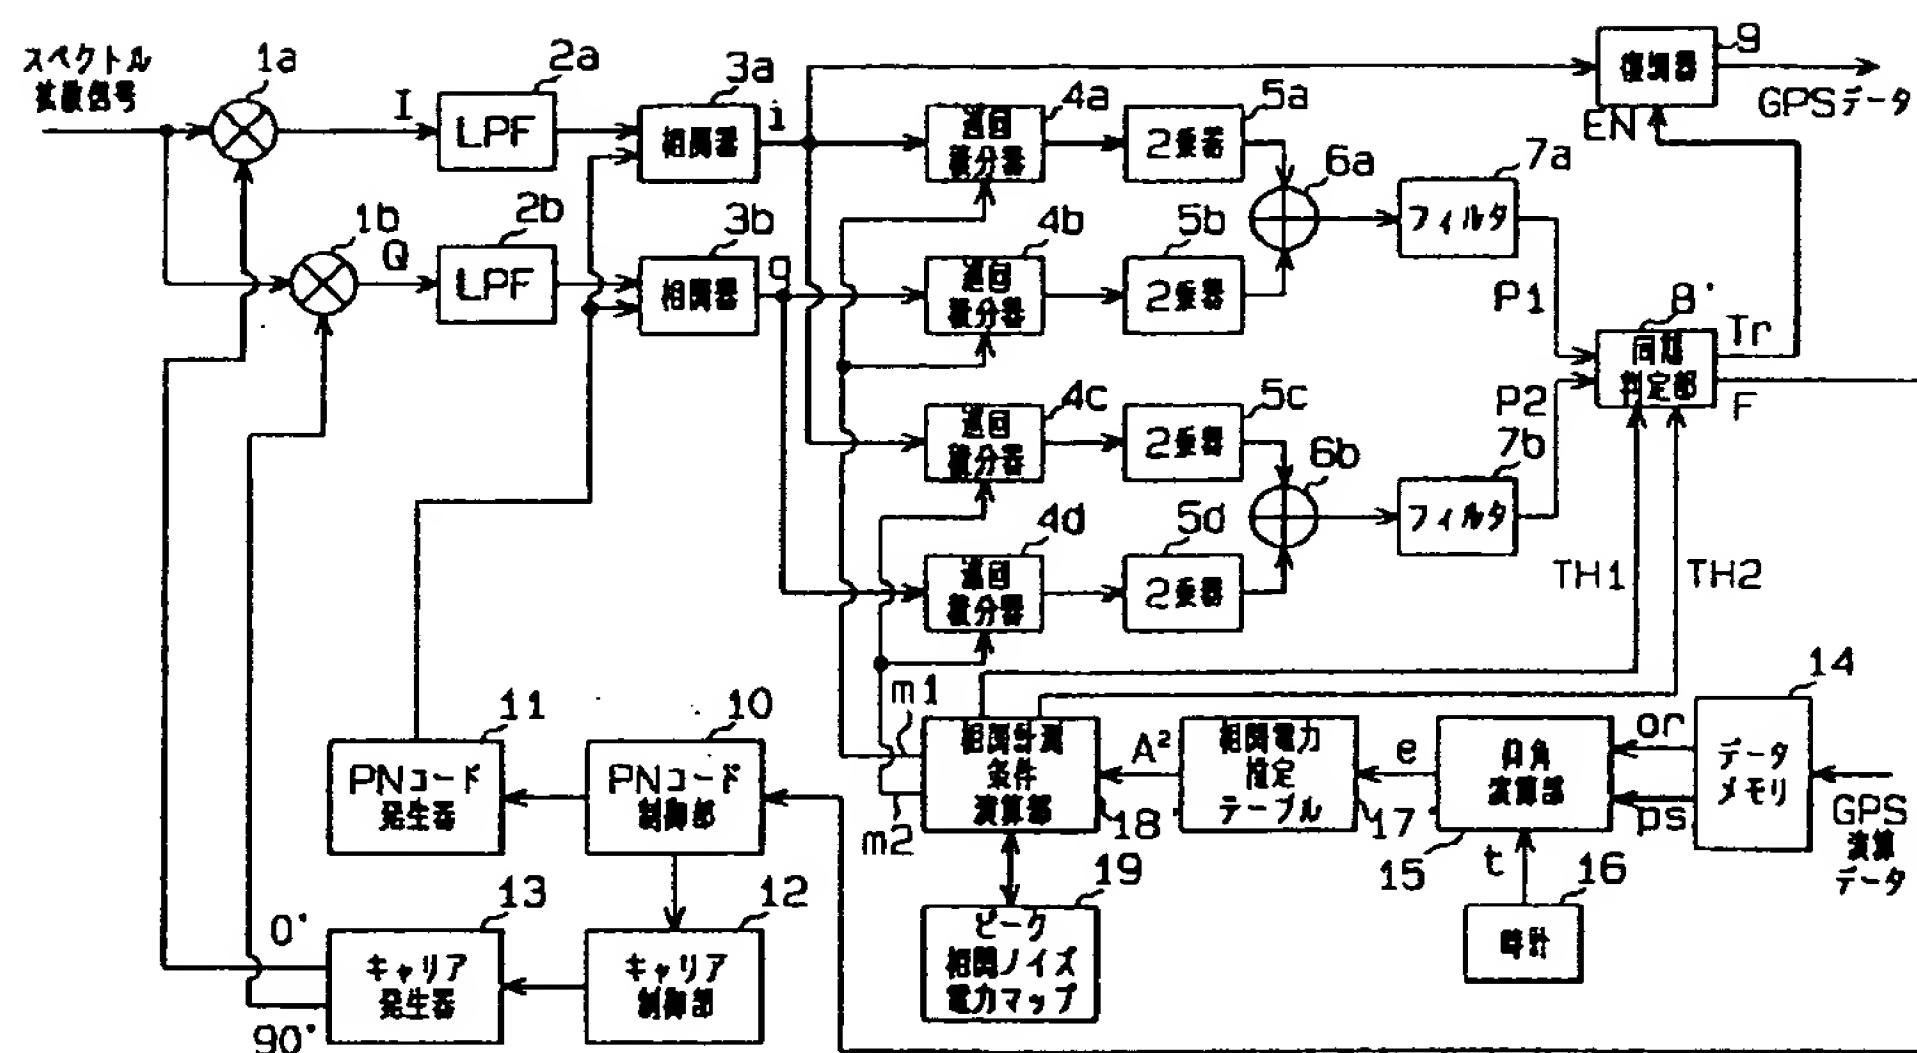 スペクトル
拡散信号
1a
I
2a
LPF
3a
相関器
i
4a
巡回
積分器
5a
2乗器
6a
7a
フィルタ
9
復調器
EN
GPSデータ
1b
Q
2b
LPF
3b
相関器
q
4b
巡回
積分器
5b
2乗器
P1
8'
同期
判定部
Tr
F
4c
巡回
積分器
5c
2乗器
6b
P2
7b
フィルタ
4d
巡回
積分器
5d
2乗器
TH1
TH2
11
PNコード
発生器
10
PNコード
制御部
m1
m2
相関計測
条件
演算部
18
A²
相関電力
推定
テーブル
17
e
仰角
演算部
15
or
ps
14
データ
メモリ
GPS
演算
データ
t
16
時計
13
キャリア
発生器
0°
90°
12
キャリア
制御部
19
ピーク
相関ノイズ
電力マップ